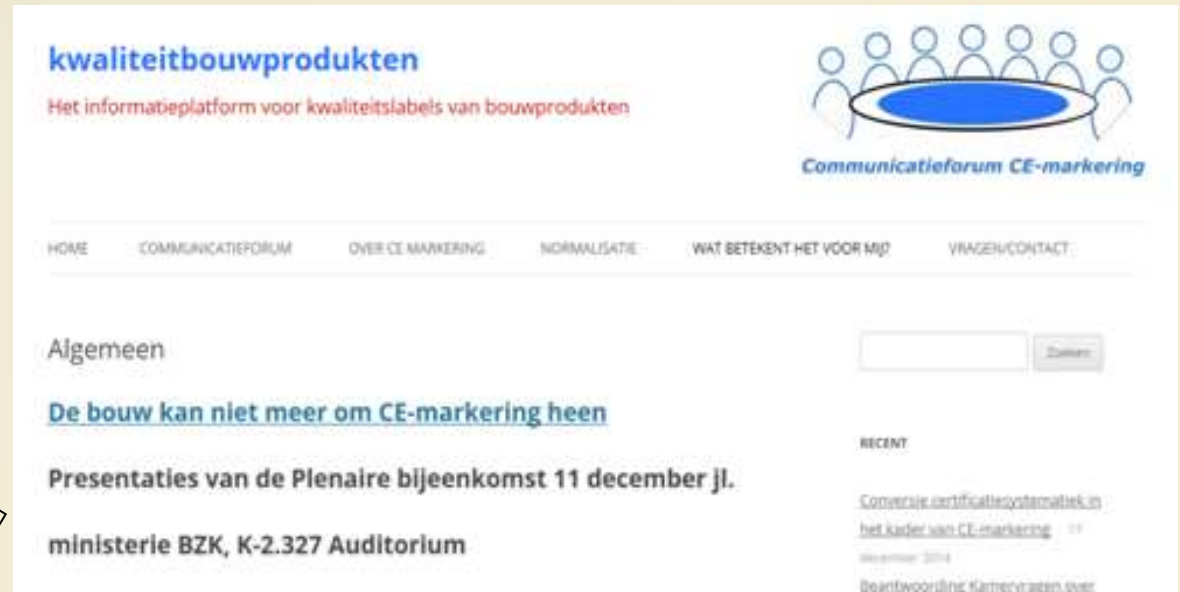 kwaliteitbouwprodukten
Het informatieplatform voor kwaliteitslabels van bouwprodukten
Communicatieforum CE-markering
HOME COMMUNICATIEFORUM OVER CE MARKERING NORMALISATIE WAT BETEKENT HET VOOR MIJ? VRAGEN/CONTACT
Algemeen
Zoeken
De bouw kan niet meer om CE-markering heen
Presentaties van de Plenaire bijeenkomst 11 december jl.
ministerie BZK, K-2.327 Auditorium
RECENT
Conversie certificatiesystematiek in
het kader van CE-markering
december 2014
Beantwoording Kamervragen over